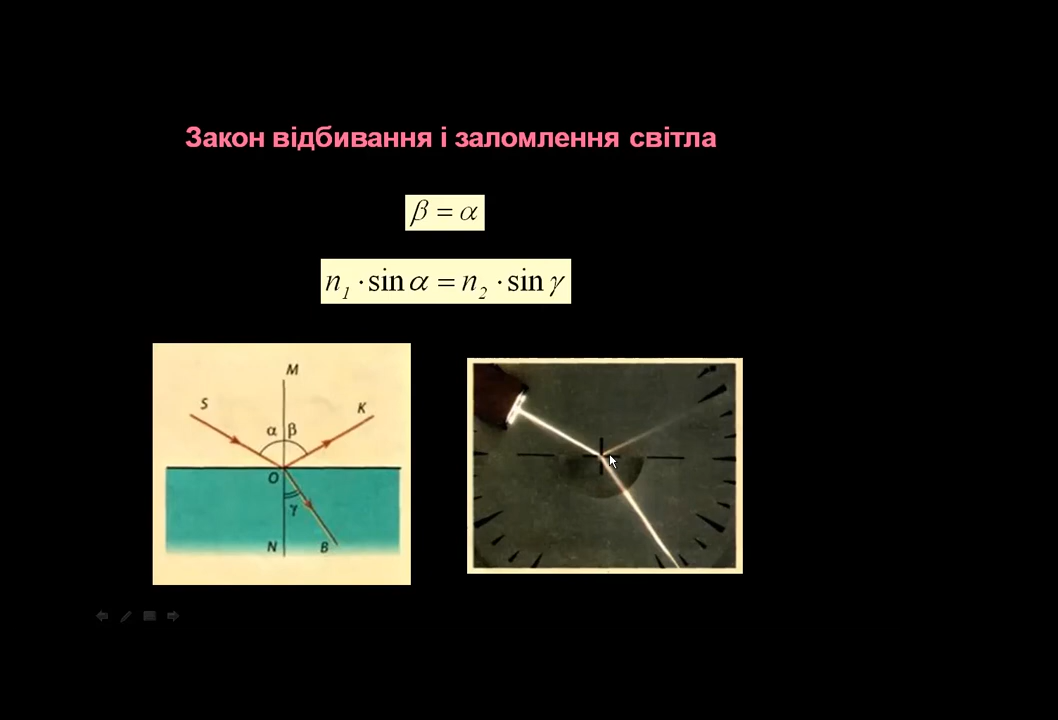 Закон відбивання і заломлення світла
β = α
n₁ · sin α = n₂ · sin γ
M
S
K
α β
O
γ
N
B